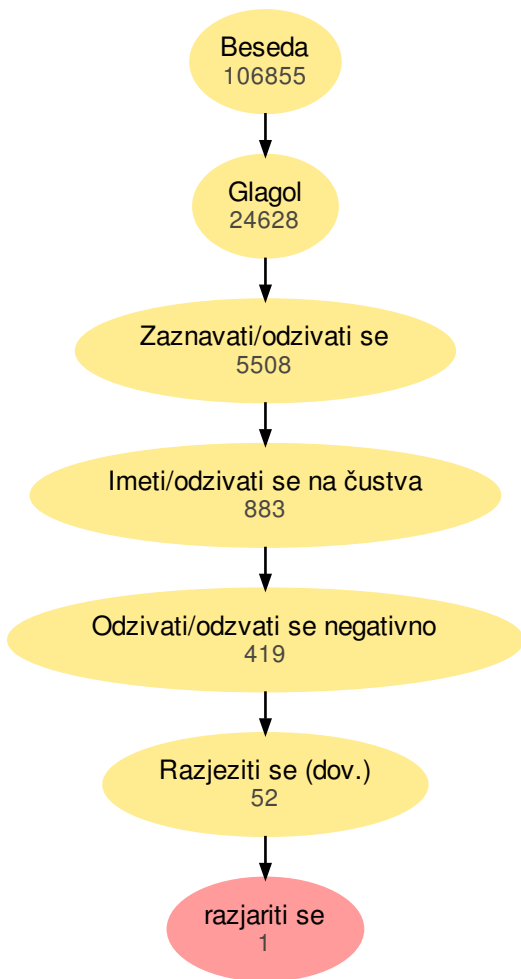 Beseda
106855
Glagol
24628
Zaznavati/odzivati se
5508
Imeti/odzivati se na čustva
883
Odzivati/odzvati se negativno
419
Razjeziti se (dov.)
52
razjariti se
1